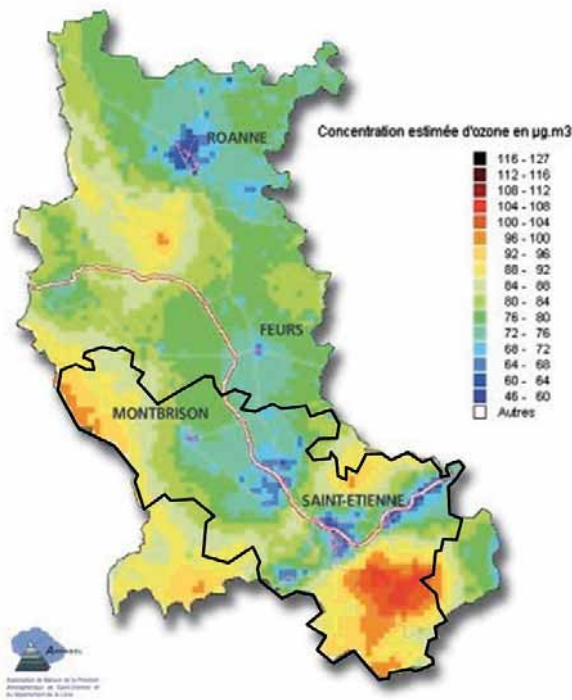 ROANNE
Concentration estimée d'ozone en µg.m3
116 - 127
112 - 116
108 - 112
104 - 108
100 - 104
96 - 100
92 - 96
88 - 92
84 - 88
80 - 84
76 - 80
72 - 76
68 - 72
64 - 68
60 - 64
46 - 60
Autres
FEURS
MONTBRISON
SAINT-ETIENNE